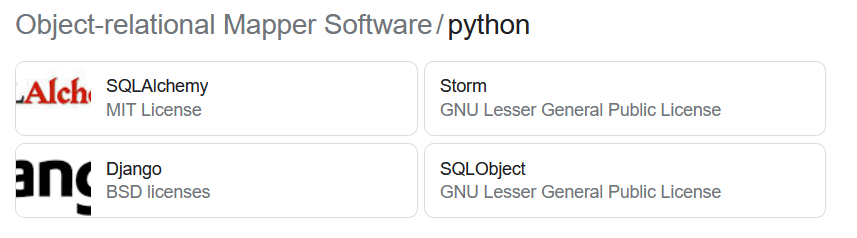 Object-relational Mapper Software/python
LAlche
SQLAlchemy
MIT License
Storm
GNU Lesser General Public License
ang
Django
BSD licenses
SQLObject
GNU Lesser General Public License